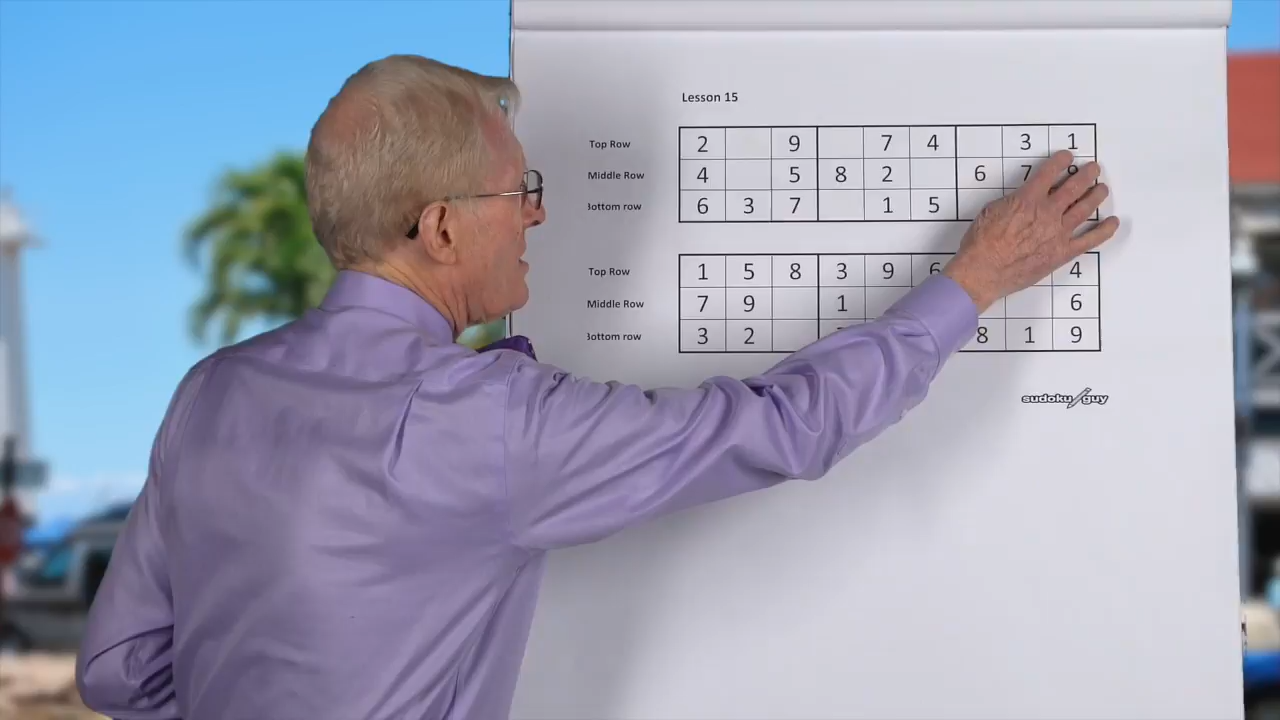 Lesson 15
Top Row 2 9 7 4 3 1
Middle Row 4 5 8 2 6 7
Bottom row 6 3 7 1 5
Top Row 1 5 8 3 9 6 4
Middle Row 7 9 1 6
Bottom row 3 2 8 1 9
sudoku guy